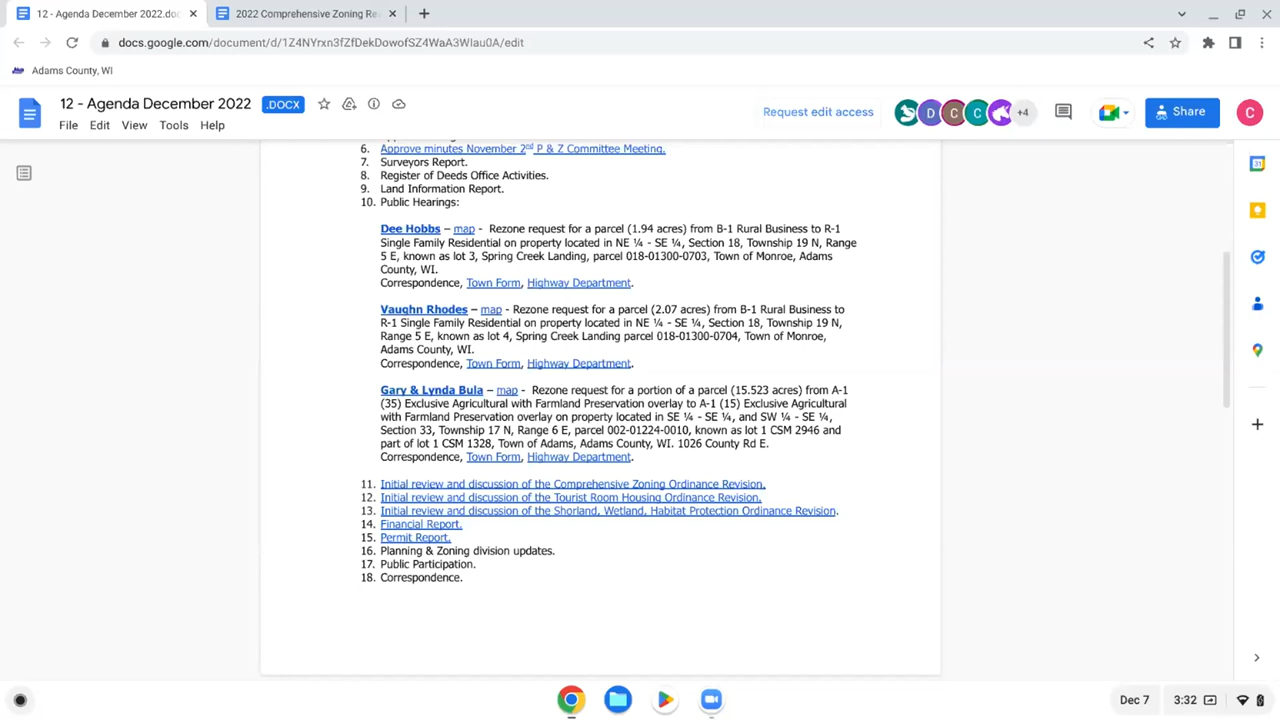 12 - Agenda December 2022.doc
2022 Comprehensive Zoning Re
docs.google.com/document/d/1Z4NYrxn3fZfDekDowofSZ4WaA3WIau0A/edit
Adams County, WI
12 - Agenda December 2022 .DOCX
Request edit access
D C C +4
Share
C
File Edit View Tools Help
6. Approve minutes November 2nd P & Z Committee Meeting.
7. Surveyors Report.
8. Register of Deeds Office Activities.
9. Land Information Report.
10. Public Hearings:
Dee Hobbs – map - Rezone request for a parcel (1.94 acres) from B-1 Rural Business to R-1
Single Family Residential on property located in NE ¼ - SE ¼, Section 18, Township 19 N, Range
5 E, known as lot 3, Spring Creek Landing, parcel 018-01300-0703, Town of Monroe, Adams
County, WI.
Correspondence, Town Form, Highway Department.
Vaughn Rhodes – map - Rezone request for a parcel (2.07 acres) from B-1 Rural Business to
R-1 Single Family Residential on property located in NE ¼ - SE ¼, Section 18, Township 19 N,
Range 5 E, known as lot 4, Spring Creek Landing parcel 018-01300-0704, Town of Monroe,
Adams County, WI.
Correspondence, Town Form, Highway Department.
Gary & Lynda Bula – map - Rezone request for a portion of a parcel (15.523 acres) from A-1
(35) Exclusive Agricultural with Farmland Preservation overlay to A-1 (15) Exclusive Agricultural
with Farmland Preservation overlay on property located in SE ¼ - SE ¼, and SW ¼ - SE ¼,
Section 33, Township 17 N, Range 6 E, parcel 002-01224-0010, known as lot 1 CSM 2946 and
part of lot 1 CSM 1328, Town of Adams, Adams County, WI. 1026 County Rd E.
Correspondence, Town Form, Highway Department.
11. Initial review and discussion of the Comprehensive Zoning Ordinance Revision.
12. Initial review and discussion of the Tourist Room Housing Ordinance Revision.
13. Initial review and discussion of the Shorland, Wetland, Habitat Protection Ordinance Revision.
14. Financial Report.
15. Permit Report.
16. Planning & Zoning division updates.
17. Public Participation.
18. Correspondence.
Dec 7
3:32